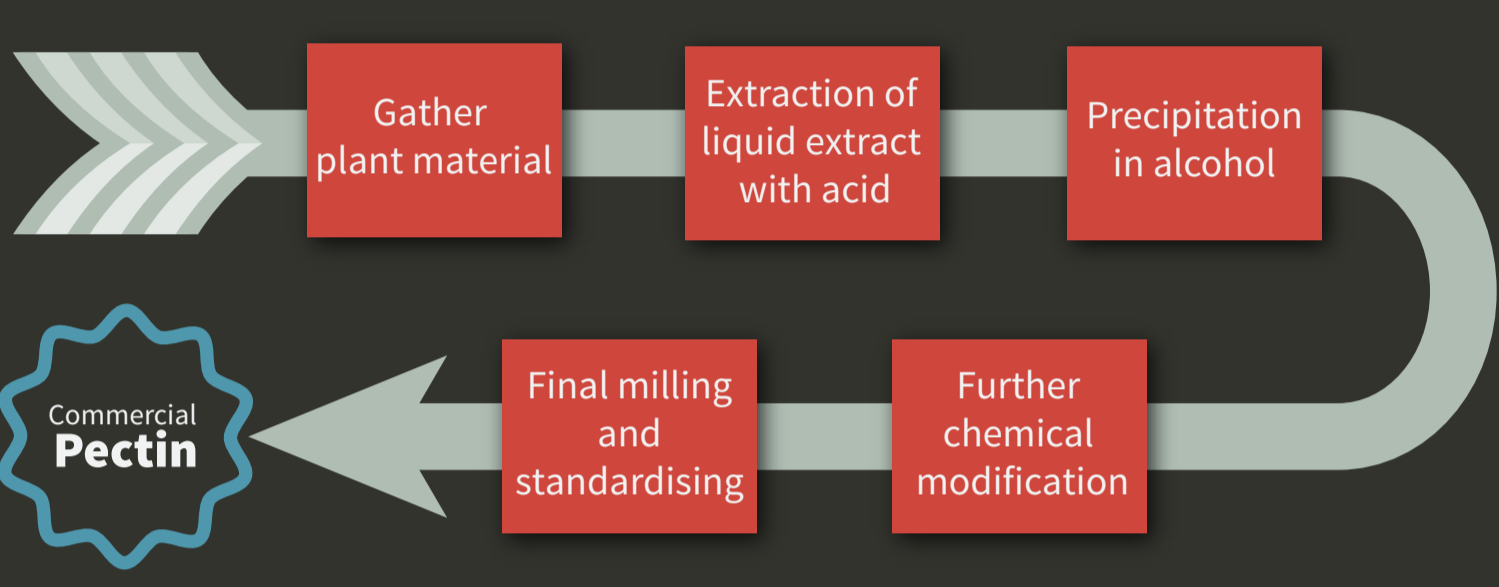 Gather
plant material
Extraction of
liquid extract
with acid
Precipitation
in alcohol
Further
chemical
modification
Final milling
and
standardising
Commercial
Pectin